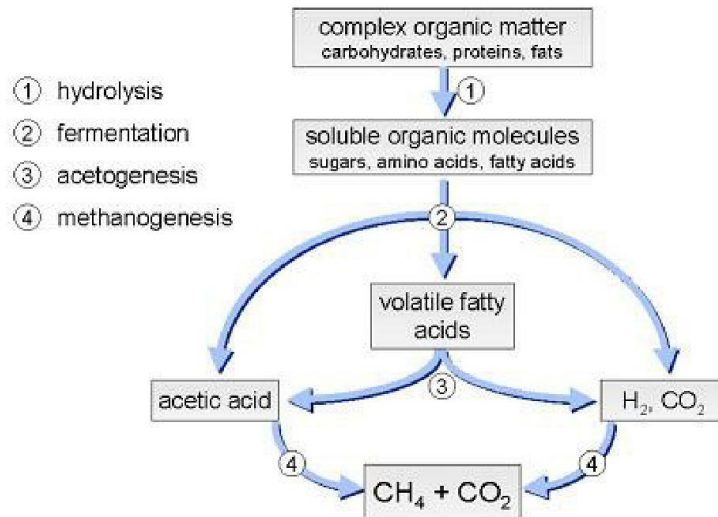 complex organic matter
carbohydrates, proteins, fats
① hydrolysis
② fermentation
③ acetogenesis
④ methanogenesis
①
soluble organic molecules
sugars, amino acids, fatty acids
②
volatile fatty
acids
③
acetic acid
H₂, CO₂
④
④
CH₄ + CO₂